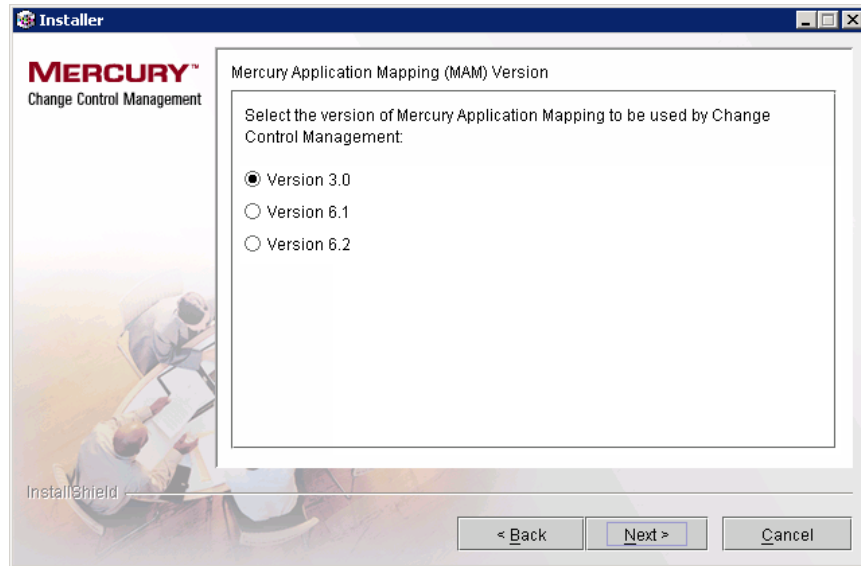 Installer
MERCURY™
Change Control Management
Mercury Application Mapping (MAM) Version
Select the version of Mercury Application Mapping to be used by Change
Control Management:
Version 3.0
Version 6.1
Version 6.2
InstallShield
< Back
Next >
Cancel